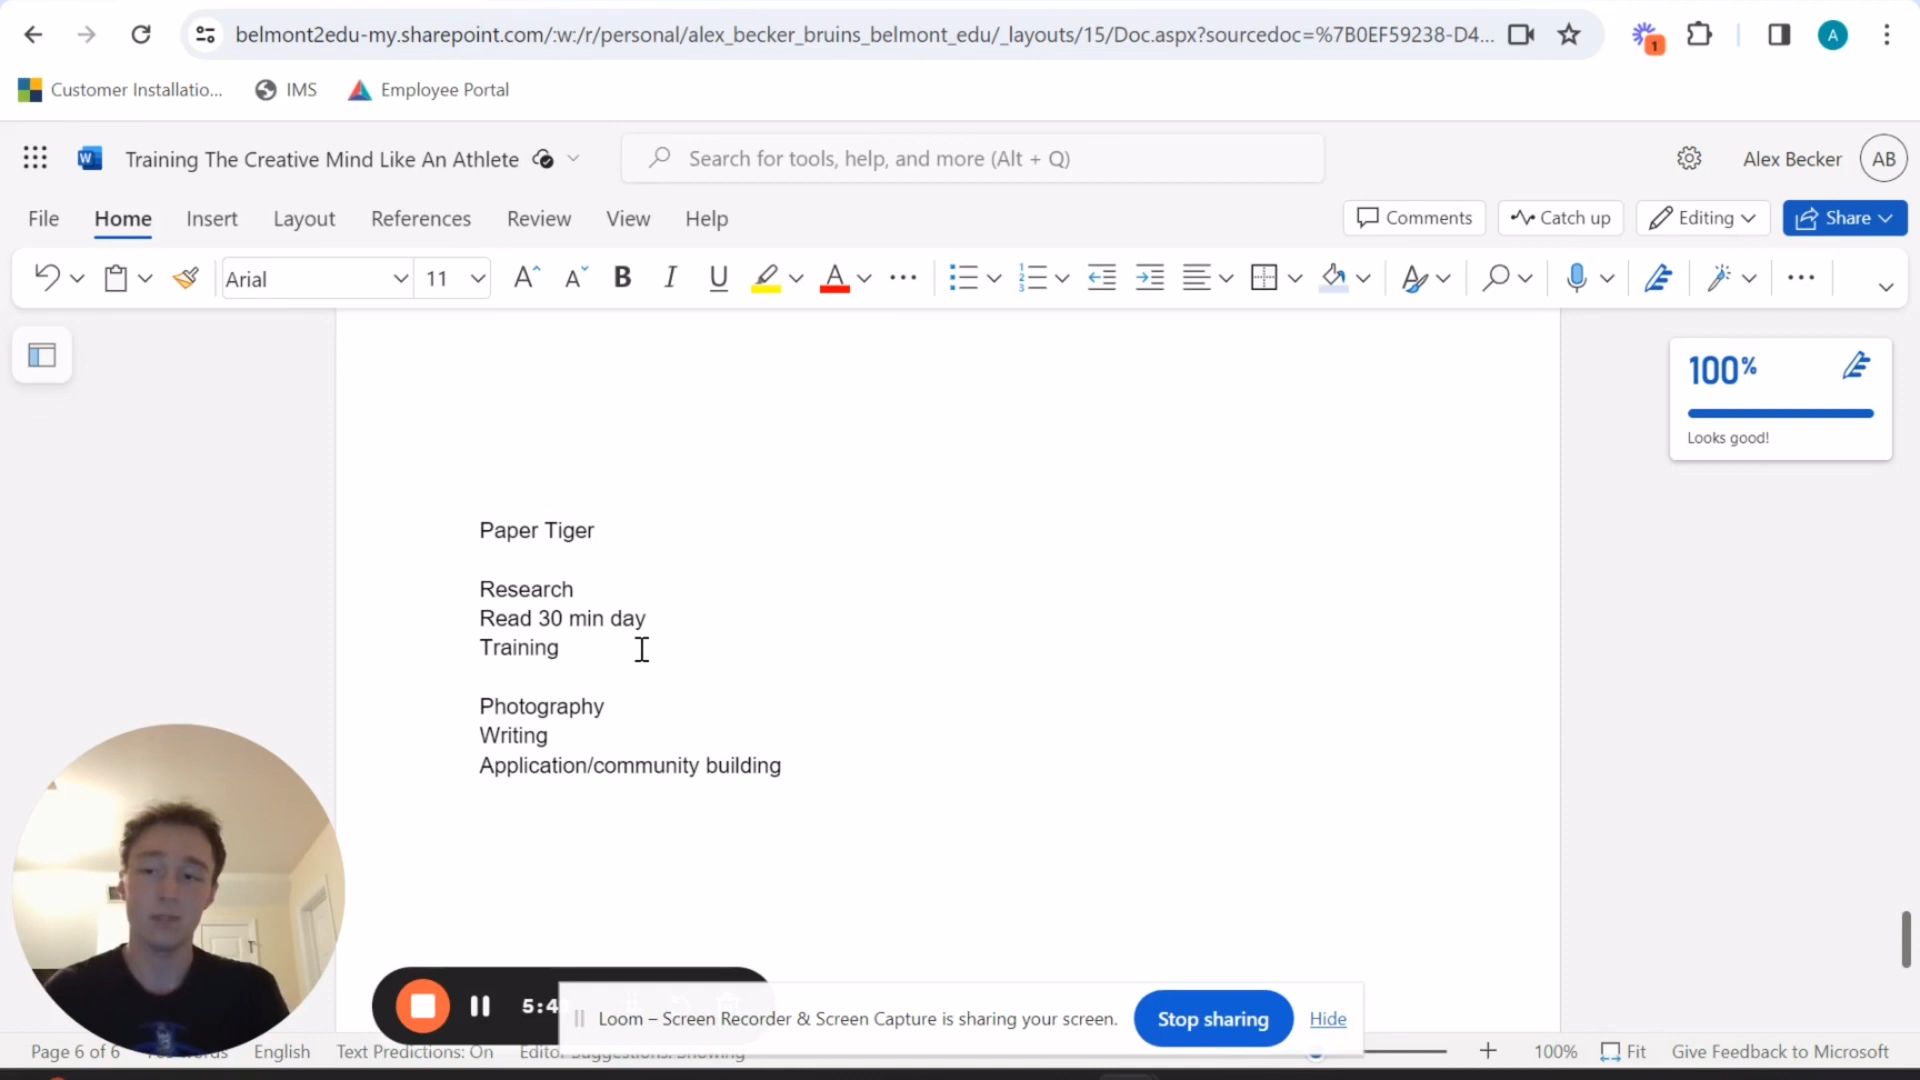 belmont2edu-my.sharepoint.com/:w:/r/personal/alex_becker_bruins_belmont_edu/_layouts/15/Doc.aspx?sourcedoc=%7B0EF59238-D4...
1
A
Customer Installatio...
IMS
Employee Portal
W
Training The Creative Mind Like An Athlete
Search for tools, help, and more (Alt + Q)
Alex Becker
AB
File
Home
Insert
Layout
References
Review
View
Help
Comments
Catch up
Editing
Share
Arial
11
100%
Looks good!
Paper Tiger
Research
Read 30 min day
Training
Photography
Writing
Application/community building
Loom – Screen Recorder & Screen Capture is sharing your screen.
Stop sharing
Hide
Page 6 of 6
English
Text Predictions: On
100%
Fit
Give Feedback to Microsoft